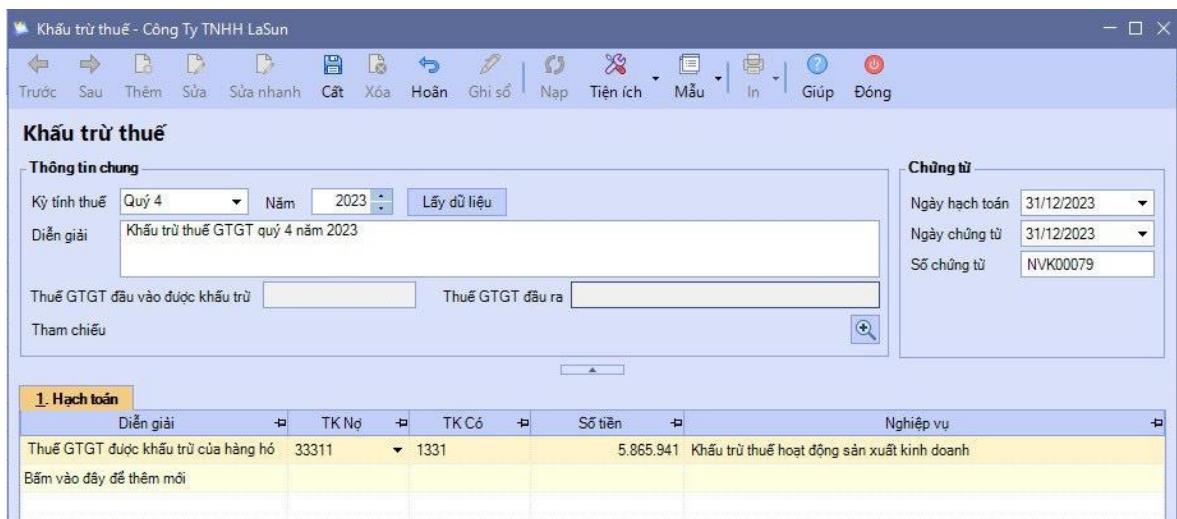 Khấu trừ thuế - Công Ty TNHH LaSun
Trước Sau Thêm Sửa Sửa nhanh Cất Xóa Hoãn Ghi sổ Nạp Tiện ích Mẫu In Giúp Đóng
Khấu trừ thuế
Thông tin chung
Kỳ tính thuế Quý 4 Năm 2023 Lấy dữ liệu
Diễn giải Khấu trừ thuế GTGT quý 4 năm 2023
Thuế GTGT đầu vào được khấu trừ Thuế GTGT đầu ra
Tham chiếu
Chứng từ
Ngày hạch toán 31/12/2023
Ngày chứng từ 31/12/2023
Số chứng từ NVK00079
1. Hạch toán
Diễn giải TK Nợ TK Có Số tiền Nghiệp vụ
Thuế GTGT được khấu trừ của hàng hó 33311 1331 5.865.941 Khấu trừ thuế hoạt động sản xuất kinh doanh
Bấm vào đây để thêm mới